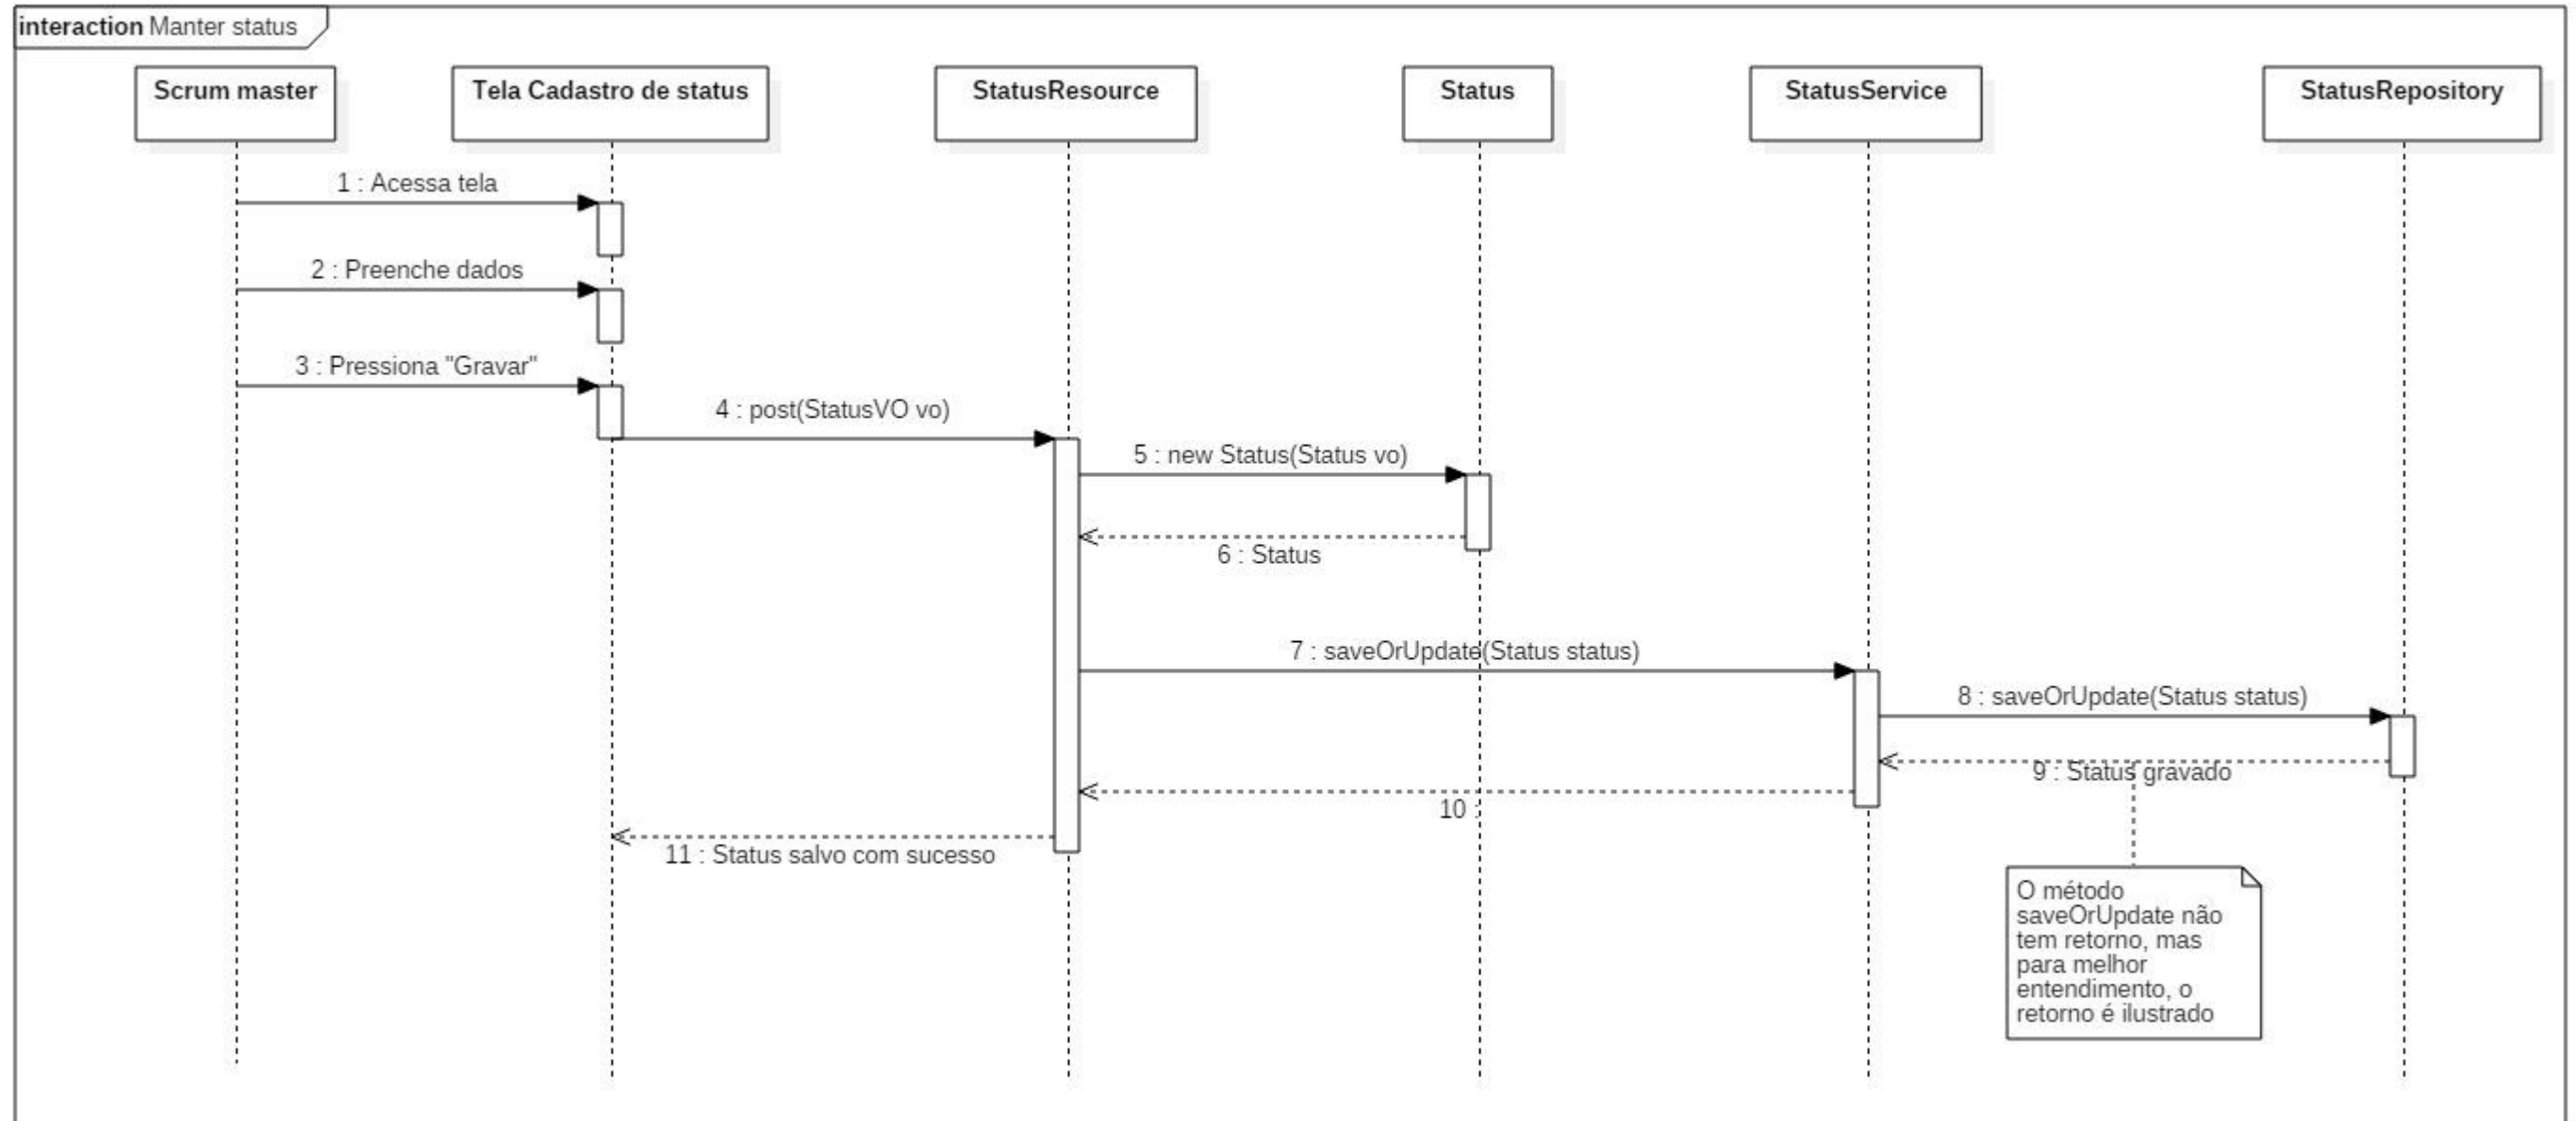 interaction Manter status
Scrum master
Tela Cadastro de status
StatusResource
Status
StatusService
StatusRepository
1 : Acessa tela
2 : Preenche dados
3 : Pressiona "Gravar"
4 : post(StatusVO vo)
5 : new Status(Status vo)
6 : Status
7 : saveOrUpdate(Status status)
8 : saveOrUpdate(Status status)
9 : Status gravado
10 :
11 : Status salvo com sucesso
O método
saveOrUpdate não
tem retorno, mas
para melhor
entendimento, o
retorno é ilustrado